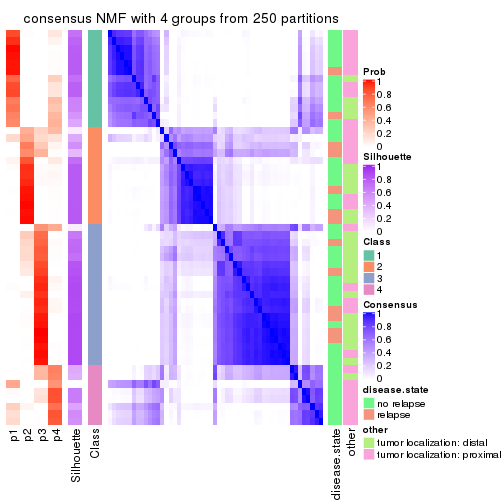 consensus NMF with 4 groups from 250 partitions
Prob
1
0.8
0.6
0.4
0.2
0
Silhouette
1
0.8
0.6
0.4
0.2
0
Class
1
2
3
4
Consensus
1
0.8
0.6
0.4
0.2
0
disease.state
no relapse
relapse
other
tumor localization: distal
tumor localization: proximal
p1
p2
p3
p4
Silhouette
Class
disease.state
other